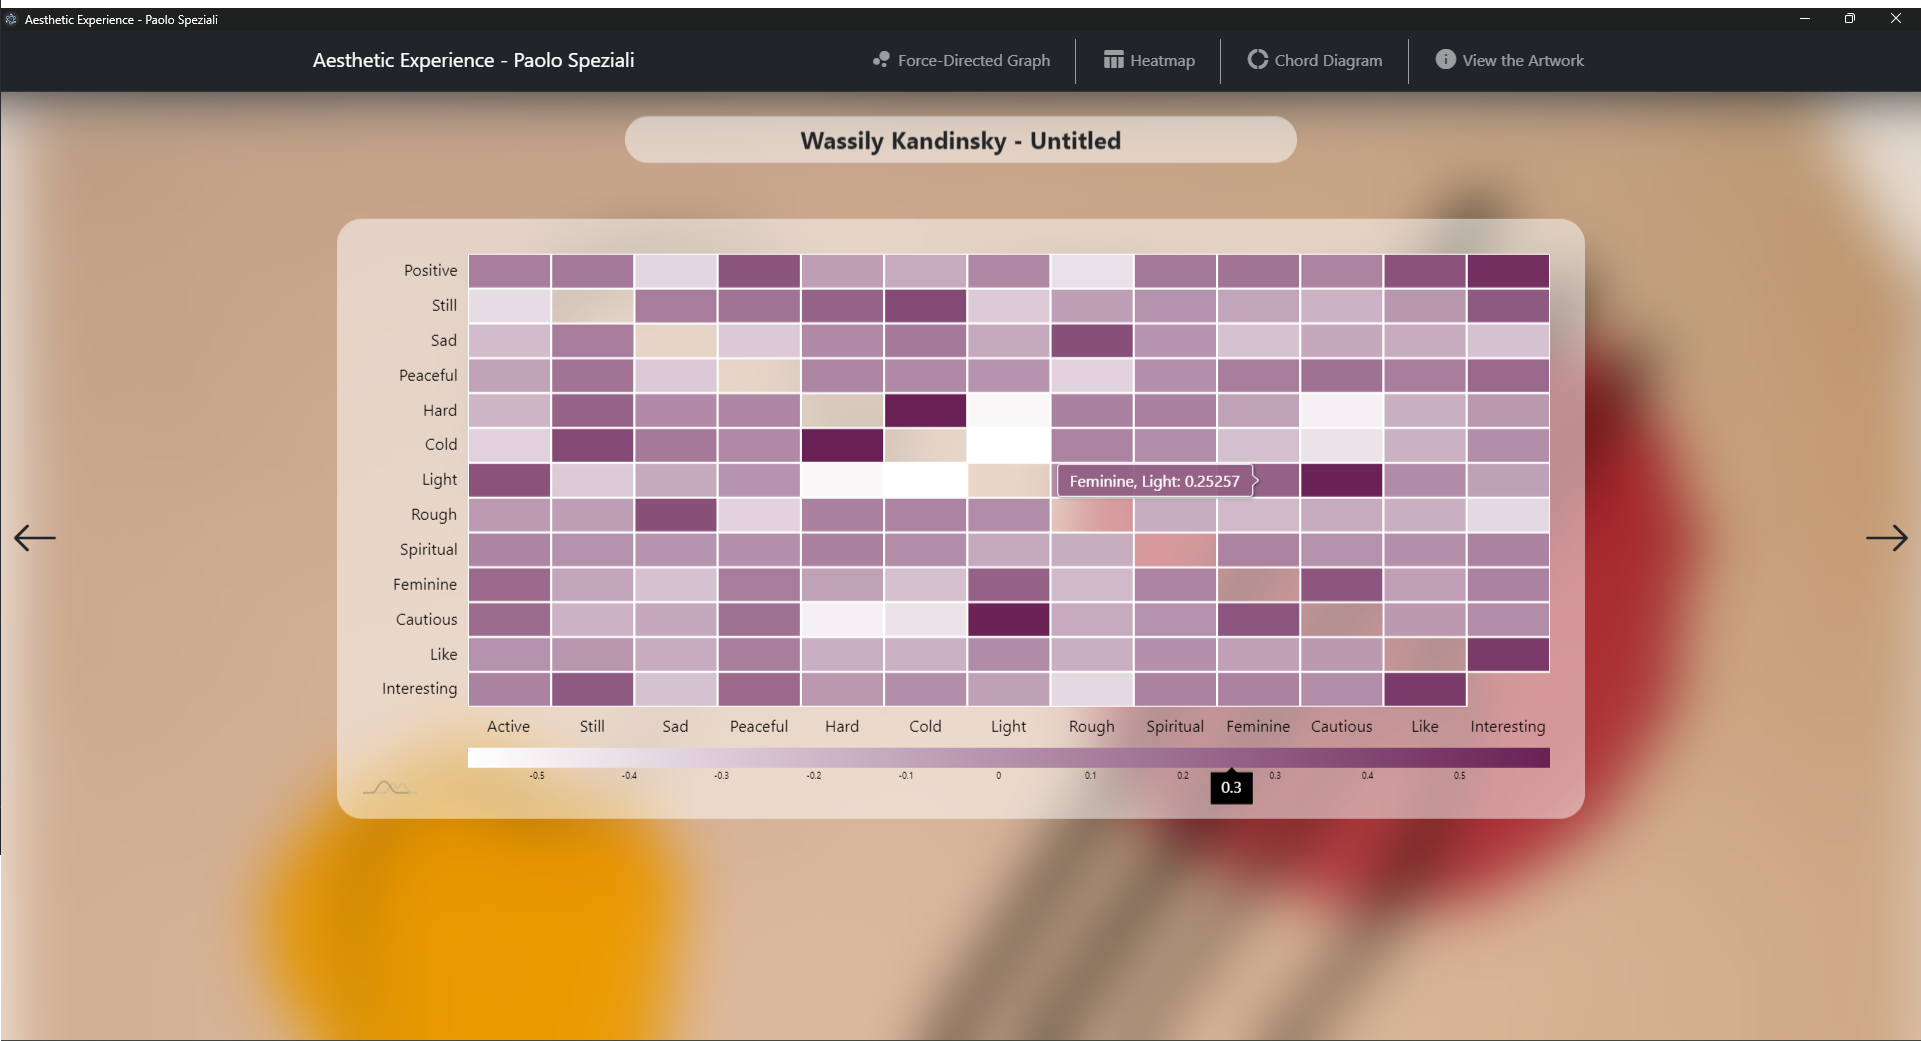 Aesthetic Experience - Paolo Speziali
Aesthetic Experience - Paolo Speziali
Force-Directed Graph
Heatmap
Chord Diagram
View the Artwork
Wassily Kandinsky - Untitled
Positive
Still
Sad
Peaceful
Hard
Cold
Light
Feminine, Light: 0.25257
Rough
Spiritual
Feminine
Cautious
Like
Interesting
Active Still Sad Peaceful Hard Cold Light Rough Spiritual Feminine Cautious Like Interesting
-0.5 -0.4 -0.3 -0.2 -0.1 0 0.1 0.2 0.3 0.4 0.5
0.3